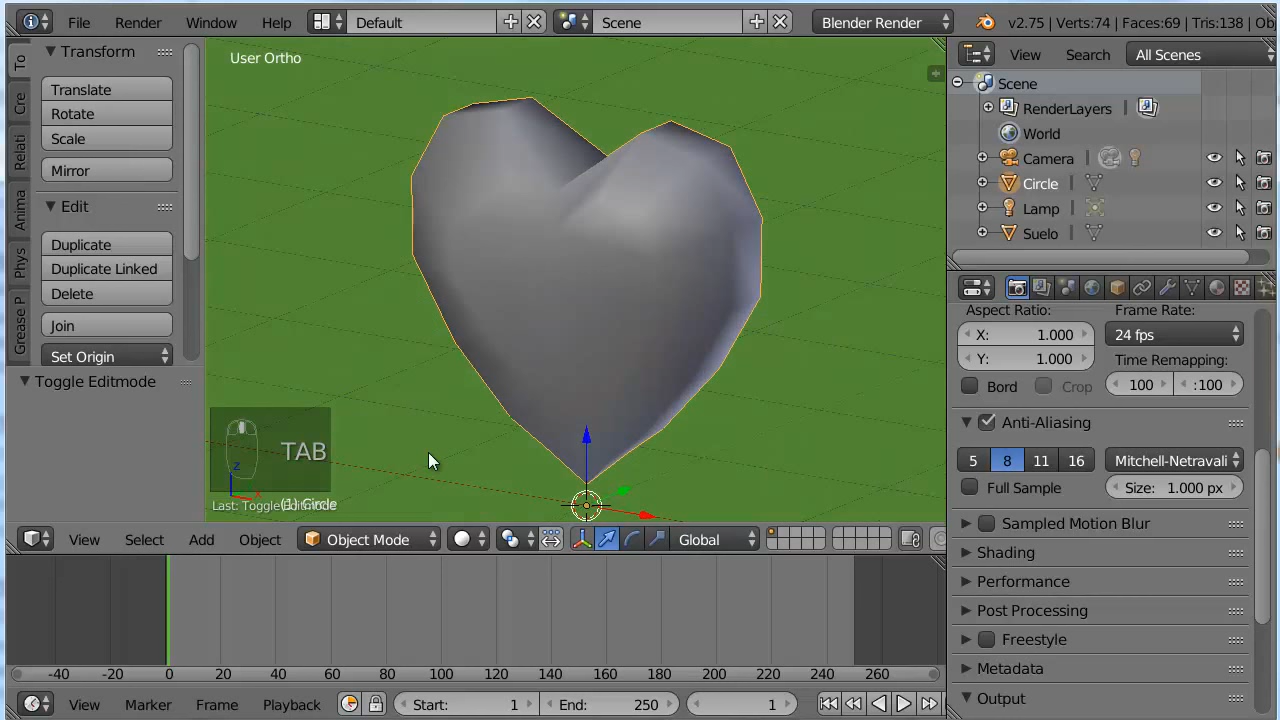 File Render Window Help Default Scene Blender Render v2.75 | Verts:74 | Faces:69 | Tris:138 | Ob
Transform
Translate
Rotate
Scale
Mirror
Edit
Duplicate
Duplicate Linked
Delete
Join
Set Origin
Toggle Editmode
To
Cre
Relati
Anima
Phys
Grease P
User Ortho
TAB
z
x
(1) Circle
View Select Add Object Object Mode Global
-40 -20 0 20 40 60 80 100 120 140 160 180 200 220 240 260
View Marker Frame Playback Start: 1 End: 250 1
View Search All Scenes
Scene
RenderLayers
World
Camera
Circle
Lamp
Suelo
Aspect Ratio: Frame Rate:
X: 1.000 24 fps
Y: 1.000 Time Remapping:
Bord Crop 100 :100
Anti-Aliasing
5 8 11 16 Mitchell-Netravali
Full Sample Size: 1.000 px
Sampled Motion Blur
Shading
Performance
Post Processing
Freestyle
Metadata
Output